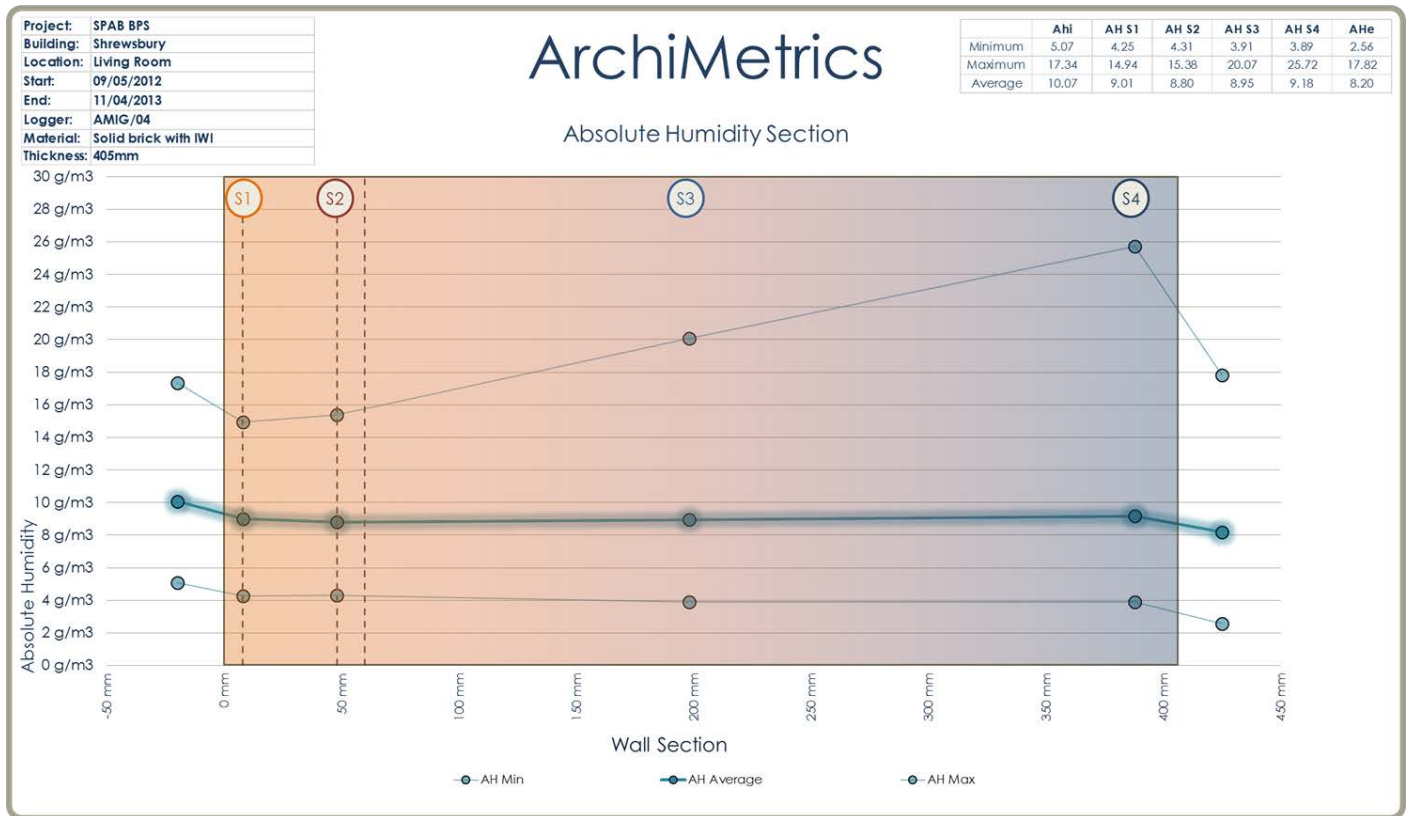 Project: SPAB BPS
Building: Shrewsbury
Location: Living Room
Start: 09/05/2012
End: 11/04/2013
Logger: AMIG/04
Material: Solid brick with IWI
Thickness: 405mm
ArchiMetrics
Ahi AH S1 AH S2 AH S3 AH S4 AHe
Minimum 5.07 4.25 4.31 3.91 3.89 2.56
Maximum 17.34 14.94 15.38 20.07 25.72 17.82
Average 10.07 9.01 8.80 8.95 9.18 8.20
Absolute Humidity Section
30 g/m3
28 g/m3
26 g/m3
24 g/m3
22 g/m3
20 g/m3
18 g/m3
16 g/m3
14 g/m3
12 g/m3
10 g/m3
8 g/m3
6 g/m3
4 g/m3
2 g/m3
0 g/m3
Absolute Humidity
S1 S2 S3 S4
-50 mm 0 mm 50 mm 100 mm 150 mm 200 mm 250 mm 300 mm 350 mm 400 mm 450 mm
Wall Section
AH Min AH Average AH Max